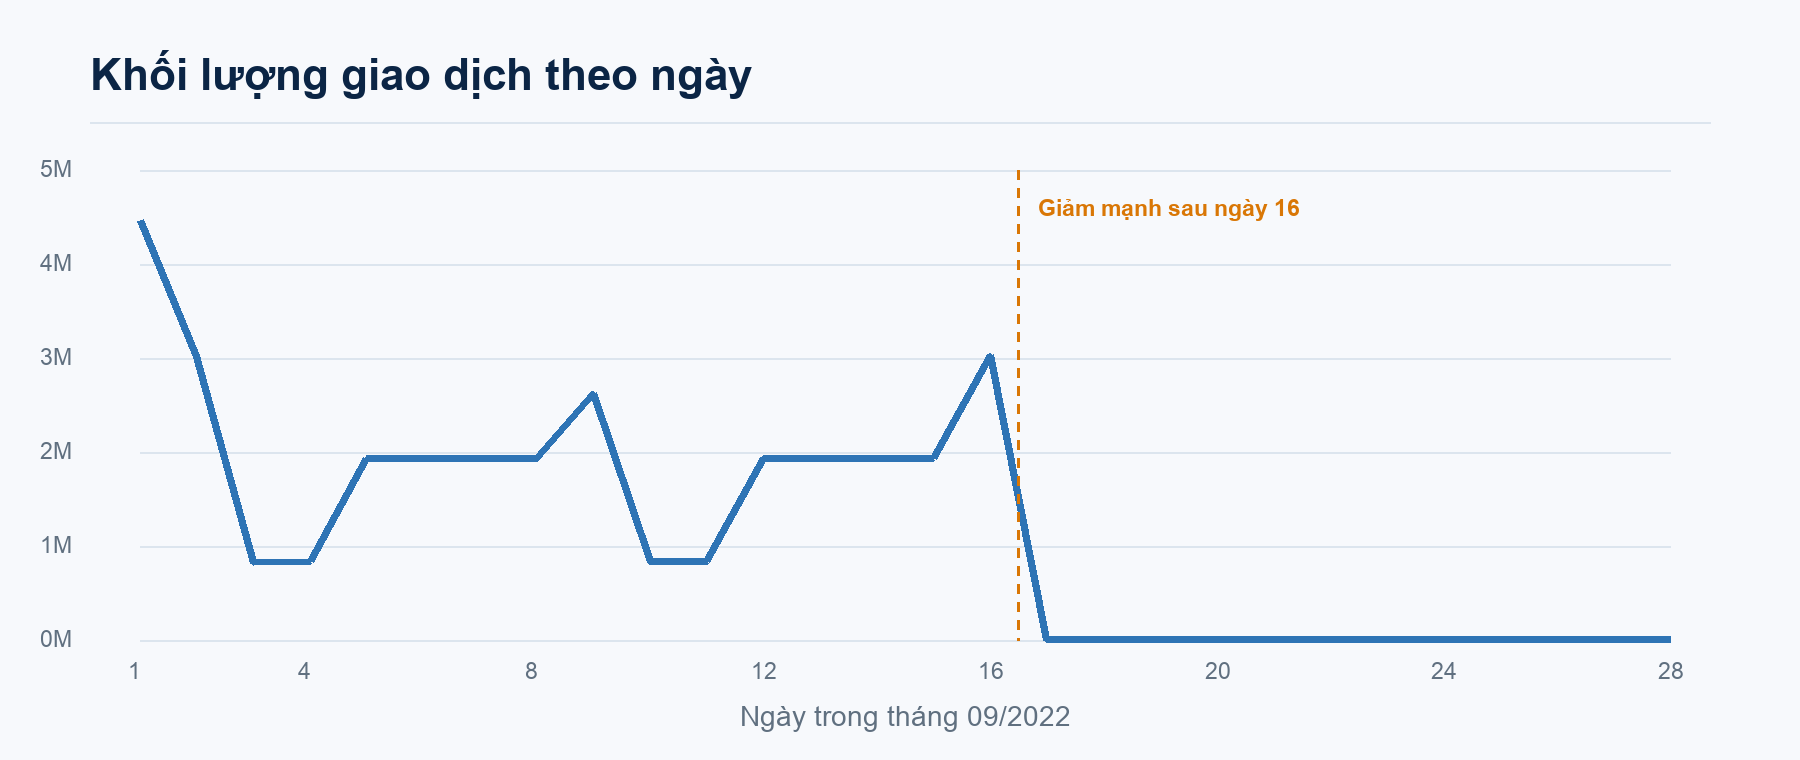 Khối lượng giao dịch theo ngày
5M
Giảm mạnh sau ngày 16
4M
3M
2M
1M
0M
1 4 8 12 16 20 24 28
Ngày trong tháng 09/2022